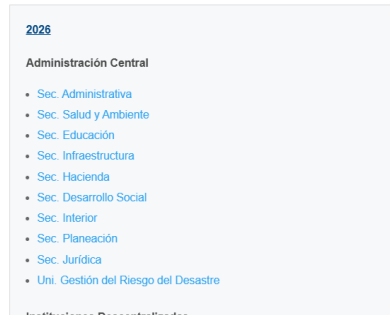 2026
Administración Central
Sec. Administrativa
Sec. Salud y Ambiente
Sec. Educación
Sec. Infraestructura
Sec. Hacienda
Sec. Desarrollo Social
Sec. Interior
Sec. Planeación
Sec. Jurídica
Uni. Gestión del Riesgo del Desastre